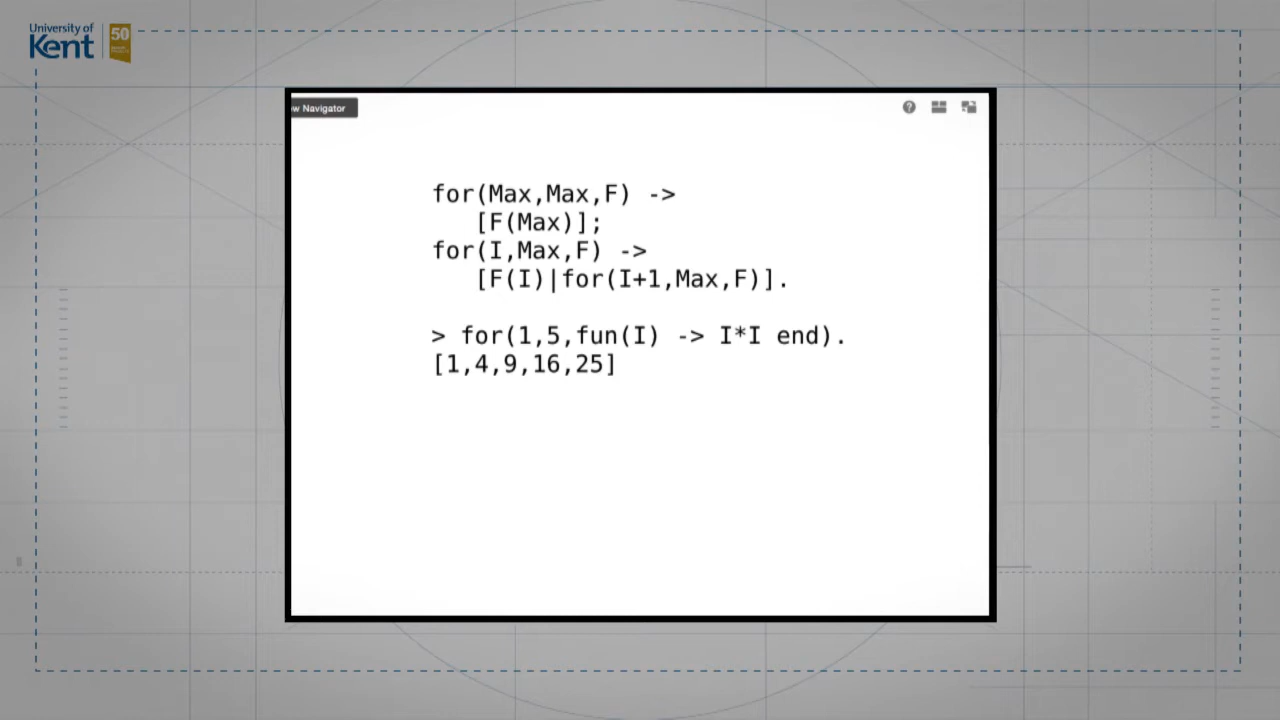 University of
Kent
50
w Navigator
?
for(Max,Max,F) ->
[F(Max)];
for(I,Max,F) ->
[F(I)|for(I+1,Max,F)].
> for(1,5,fun(I) -> I*I end).
[1,4,9,16,25]